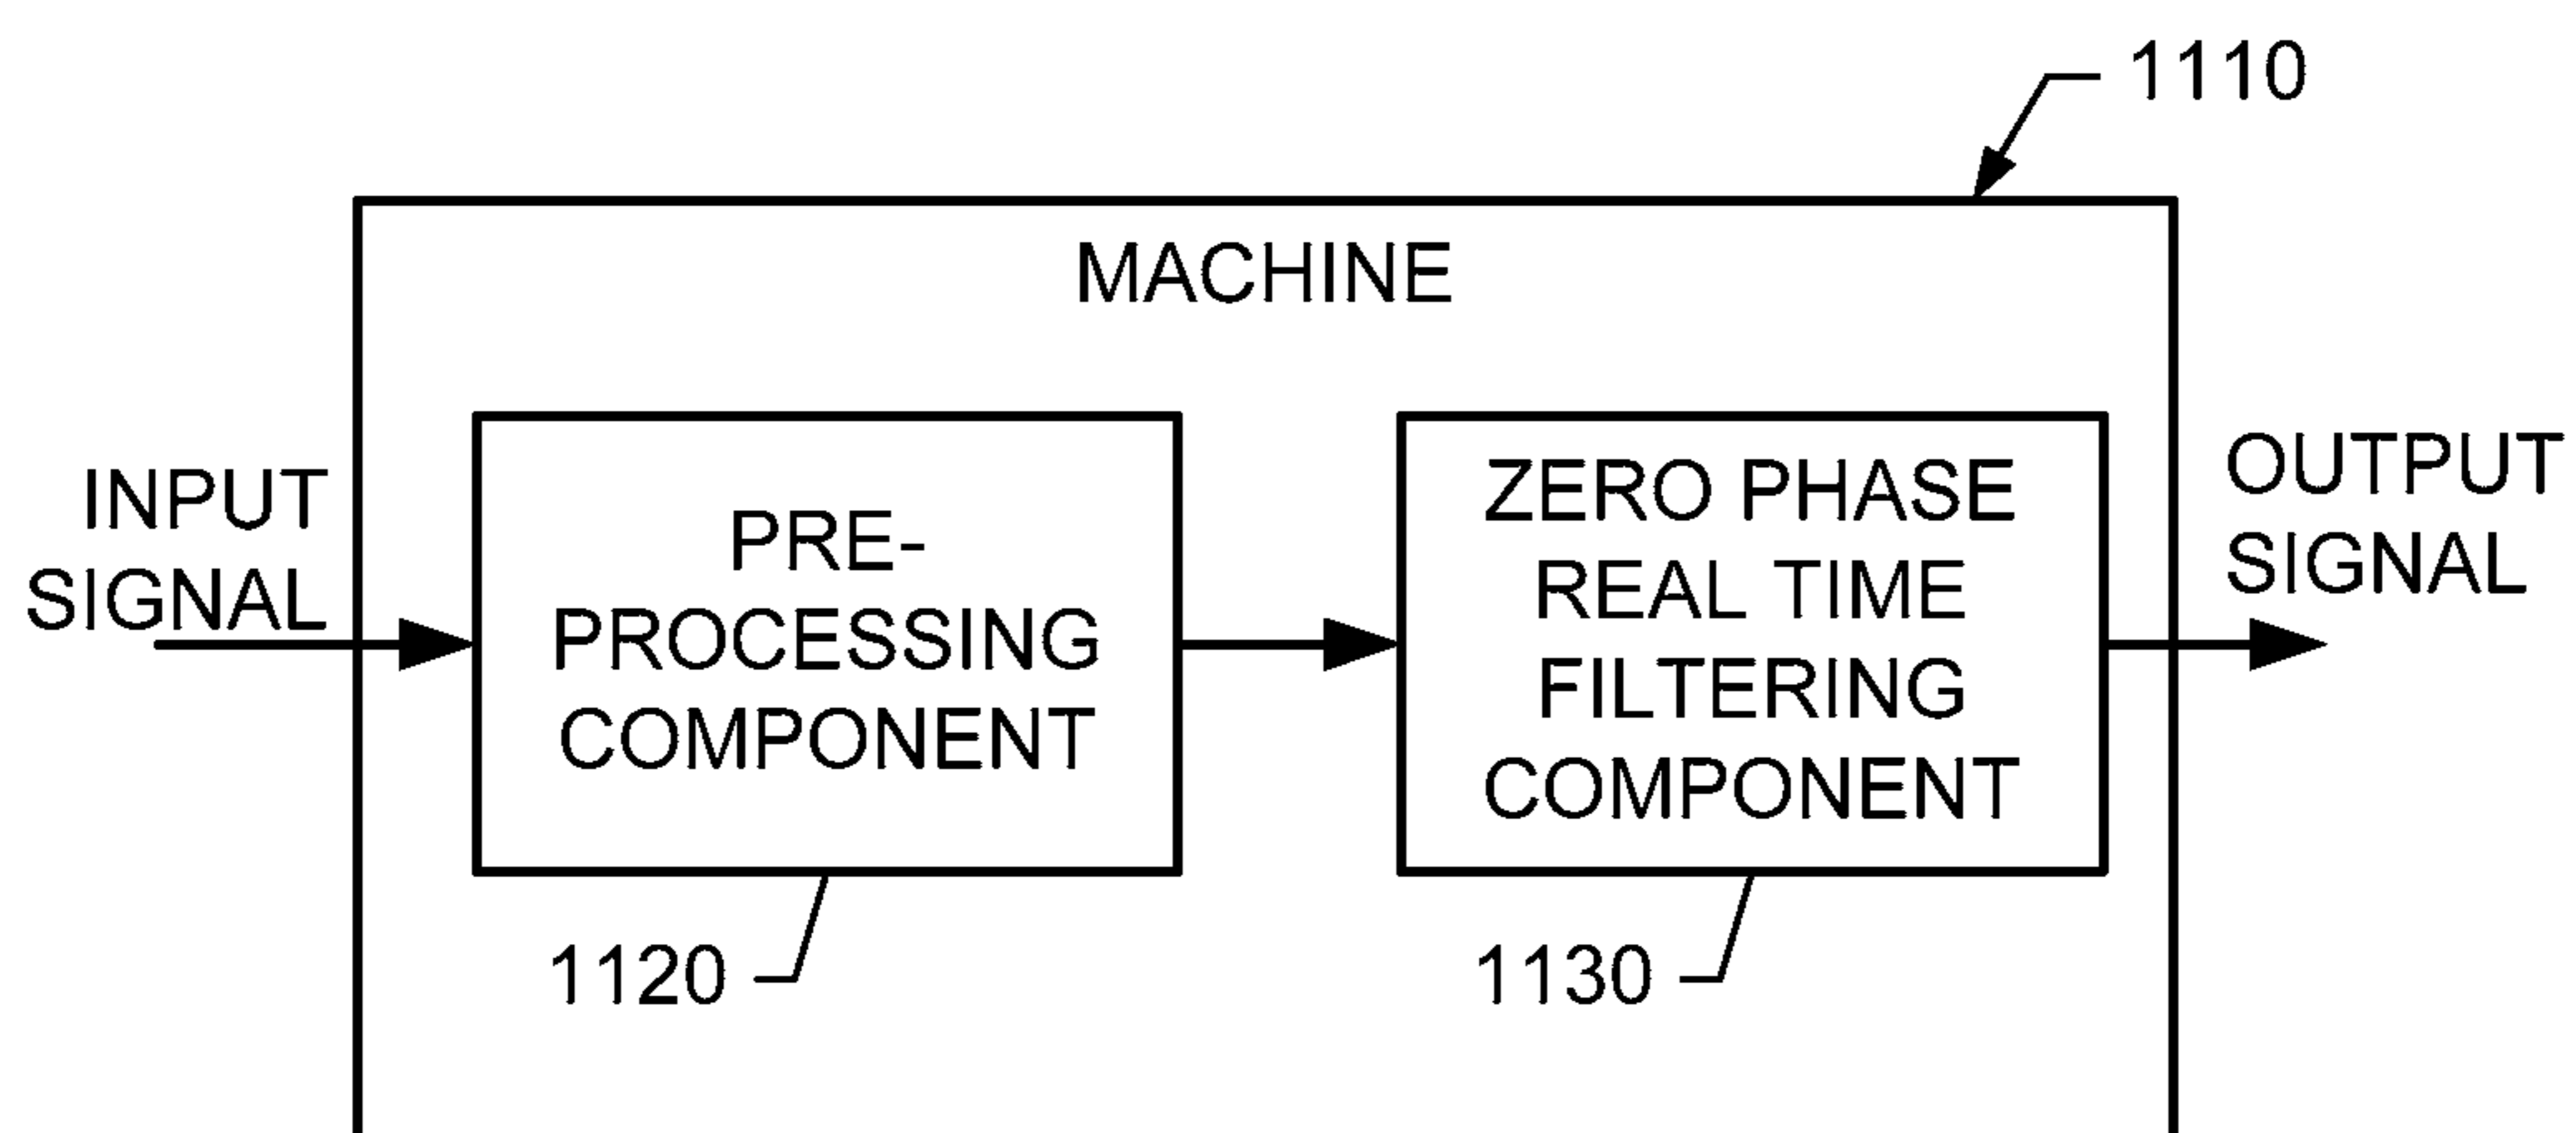 1110
MACHINE
INPUT
SIGNAL
PRE-
PROCESSING
COMPONENT
ZERO PHASE
REAL TIME
FILTERING
COMPONENT
OUTPUT
SIGNAL
1120
1130